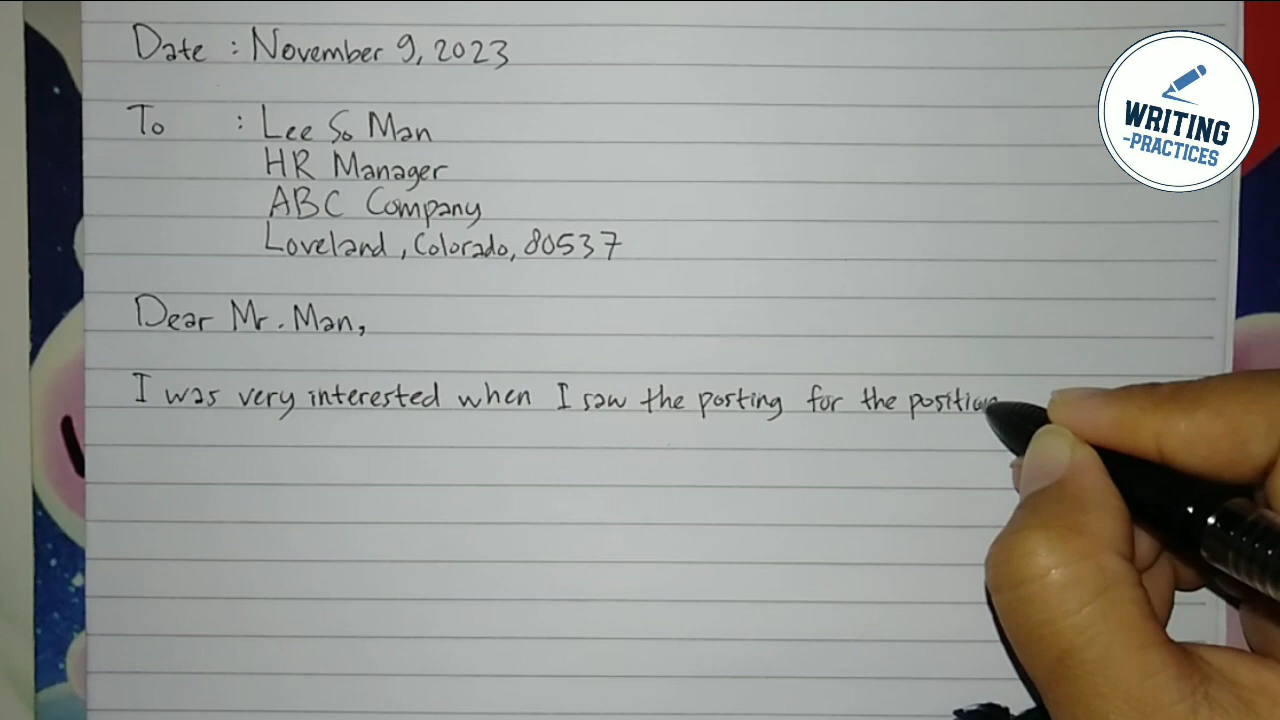 Date : November 9, 2023
To : Lee So Man
HR Manager
ABC Company
Loveland, Colorado, 80537
Dear Mr. Man,
I was very interested when I saw the posting for the position
WRITING
-PRACTICES